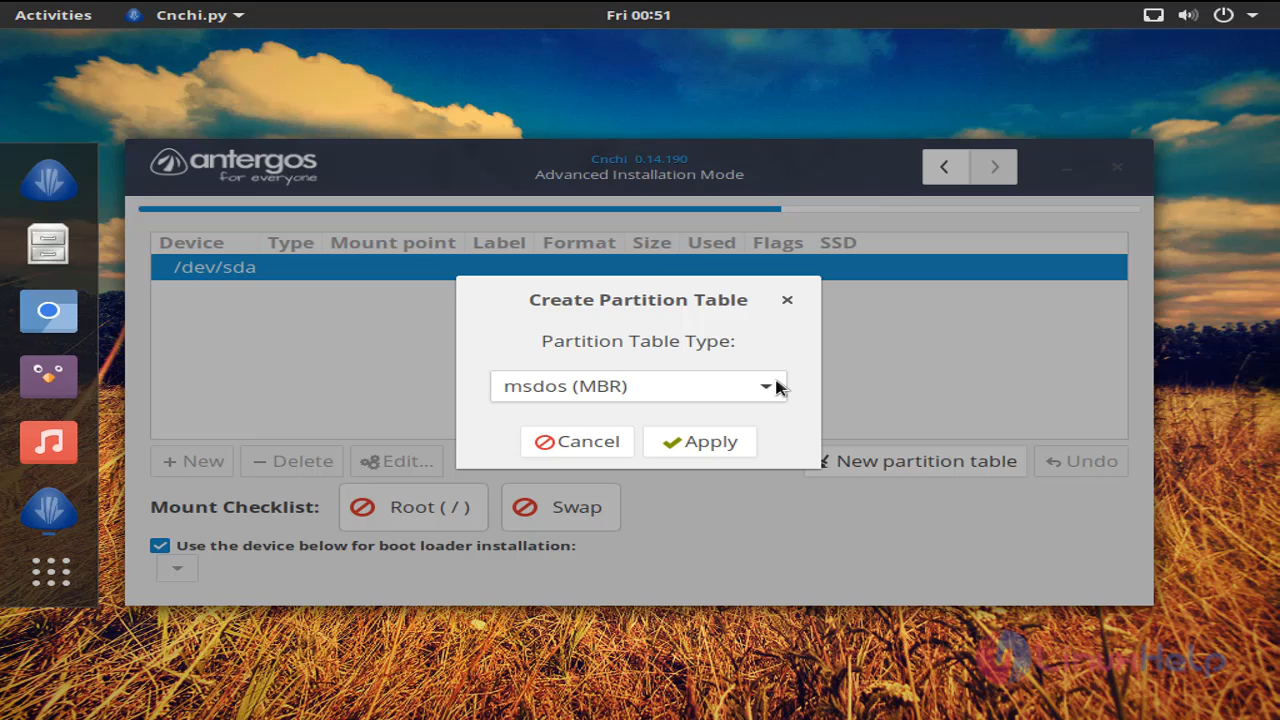 Activities Cnchi.py Fri 00:51
antergos
for everyone
Cnchi 0.14.190
Advanced Installation Mode
Device Type Mount point Label Format Size Used Flags SSD
/dev/sda
Create Partition Table
Partition Table Type:
msdos (MBR)
Cancel Apply
New Delete Edit... New partition table Undo
Mount Checklist: Root ( / ) Swap
Use the device below for boot loader installation: